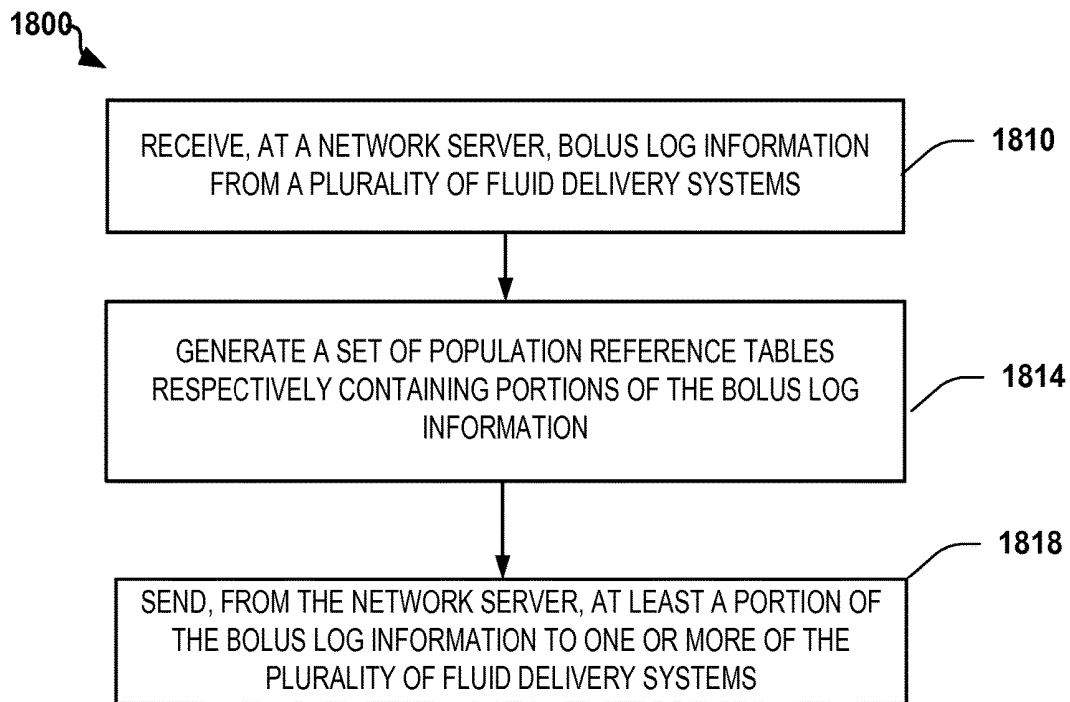 1800
RECEIVE, AT A NETWORK SERVER, BOLUS LOG INFORMATION
FROM A PLURALITY OF FLUID DELIVERY SYSTEMS
1810
GENERATE A SET OF POPULATION REFERENCE TABLES
RESPECTIVELY CONTAINING PORTIONS OF THE BOLUS LOG
INFORMATION
1814
SEND, FROM THE NETWORK SERVER, AT LEAST A PORTION OF
THE BOLUS LOG INFORMATION TO ONE OR MORE OF THE
PLURALITY OF FLUID DELIVERY SYSTEMS
1818